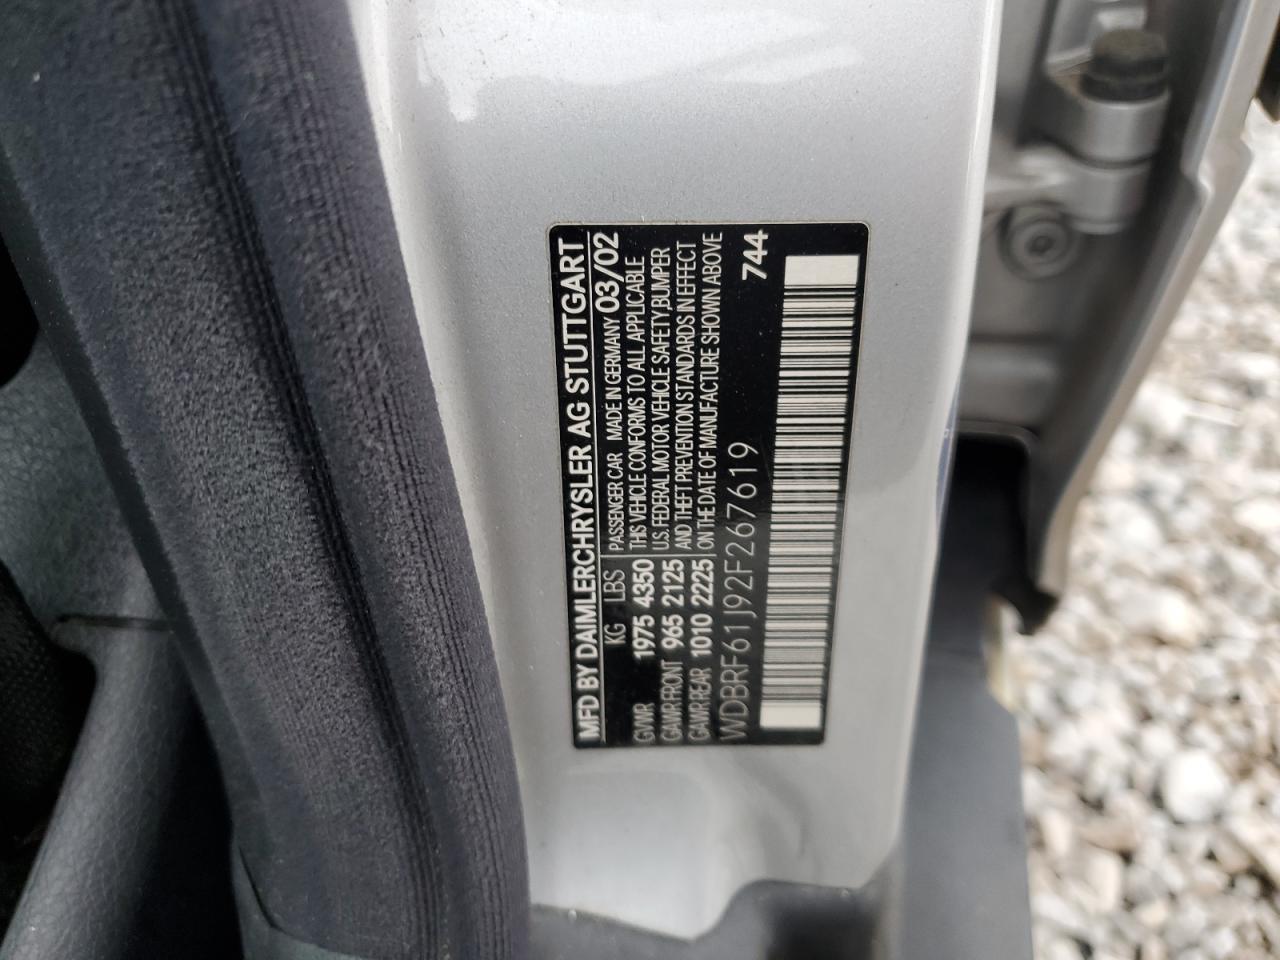 MFD BY DAIMLERCHRYSLER AG STUTTGART
KG LBS PASSENGER CAR MADE IN GERMANY 03/02
GVWR 1975 4350 THIS VEHICLE CONFORMS TO ALL APPLICABLE
GAWR FRONT 965 2125 U.S. FEDERAL MOTOR VEHICLE SAFETY BUMPER
GAWR REAR 1010 2225 AND THEFT PREVENTION STANDARDS IN EFFECT
ON THE DATE OF MANUFACTURE SHOWN ABOVE
WDBRF61J92F267619 744